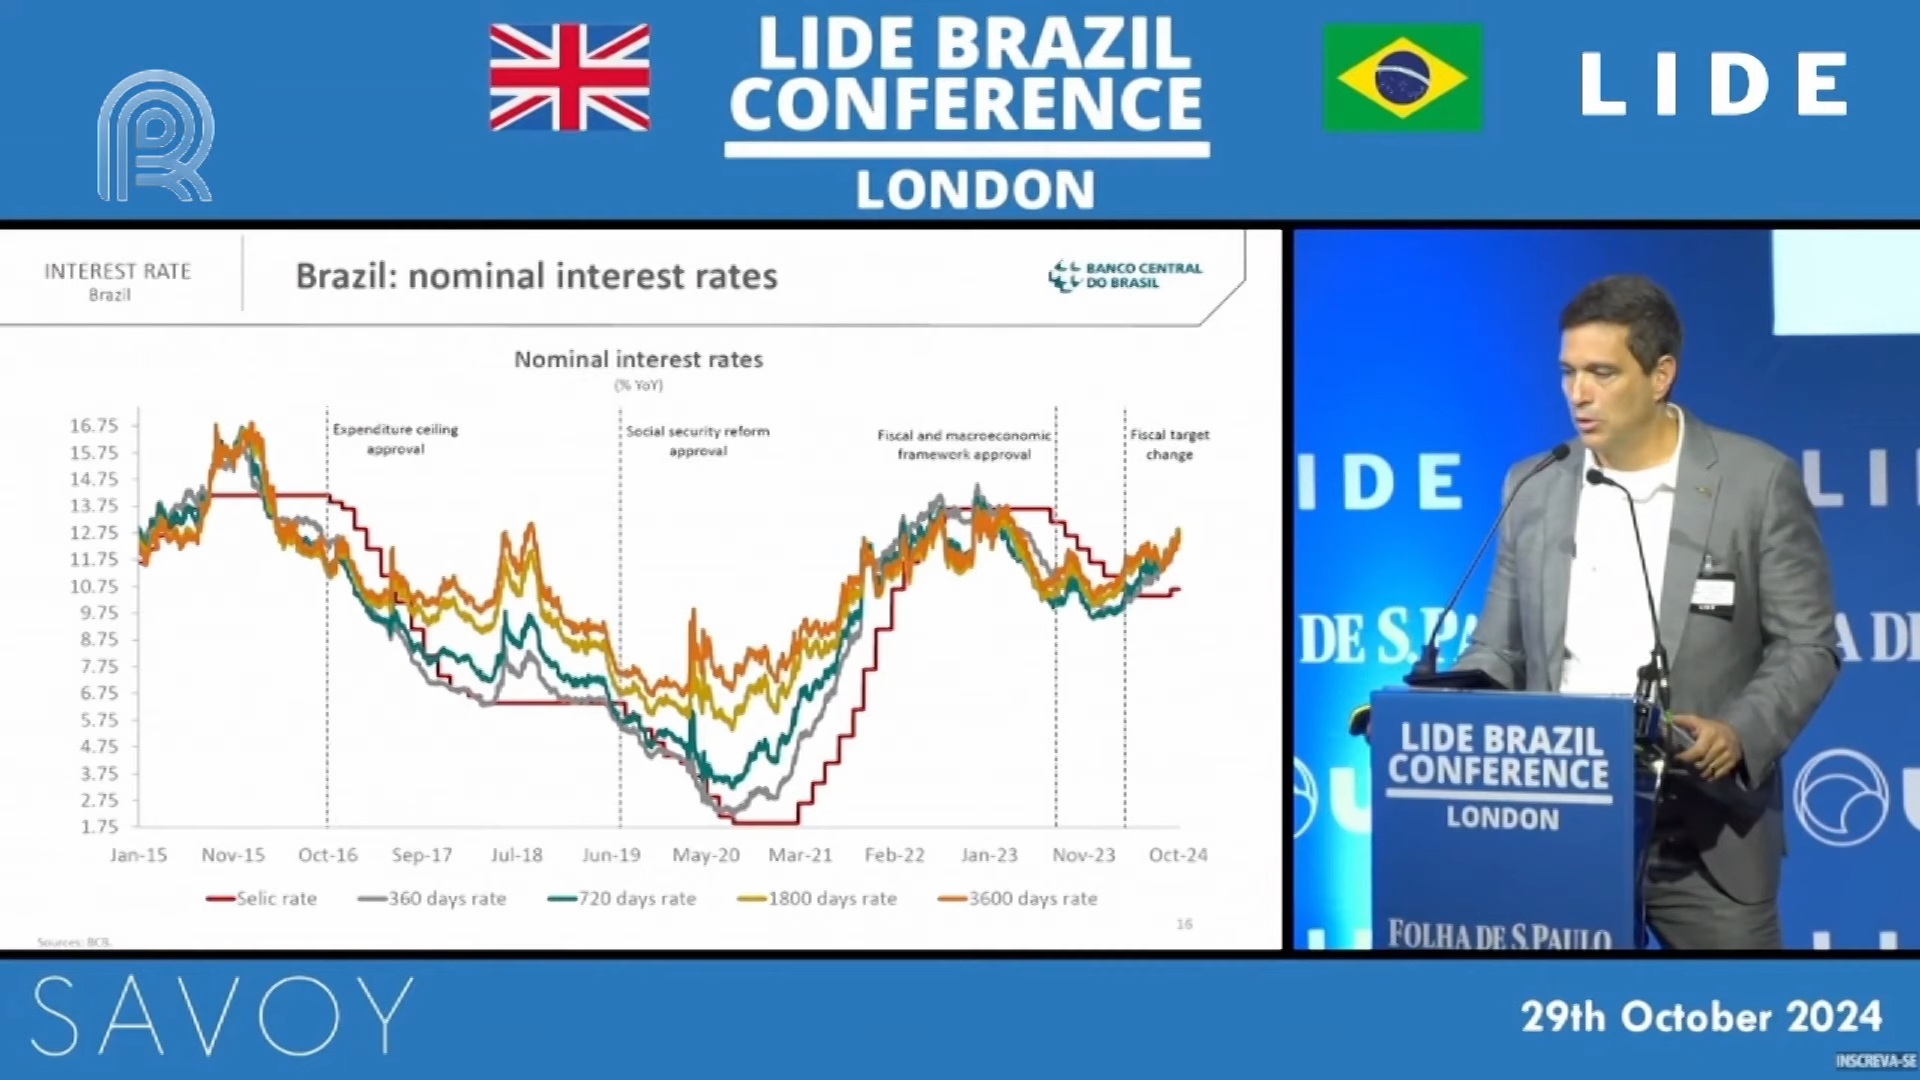 LIDE BRAZIL
CONFERENCE
LONDON
LIDE
INTEREST RATE
Brazil
Brazil: nominal interest rates
BANCO CENTRAL
DO BRASIL
Nominal interest rates
(% YoY)
16.75
15.75
14.75
13.75
12.75
11.75
10.75
9.75
8.75
7.75
6.75
5.75
4.75
3.75
2.75
1.75
Expenditure ceiling
approval
Social security reform
approval
Fiscal and macroeconomic
framework approval
Fiscal target
change
Jan-15 Nov-15 Oct-16 Sep-17 Jul-18 Jun-19 May-20 Mar-21 Feb-22 Jan-23 Nov-23 Oct-24
Selic rate 360 days rate 720 days rate 1800 days rate 3600 days rate
16
Sources: BCB.
IDE
LI
DE S.PA
A DE
LIDE BRAZIL
CONFERENCE
LONDON
FOLHA DE S.PAULO
SAVOY
29th October 2024
INSCREVA-SE